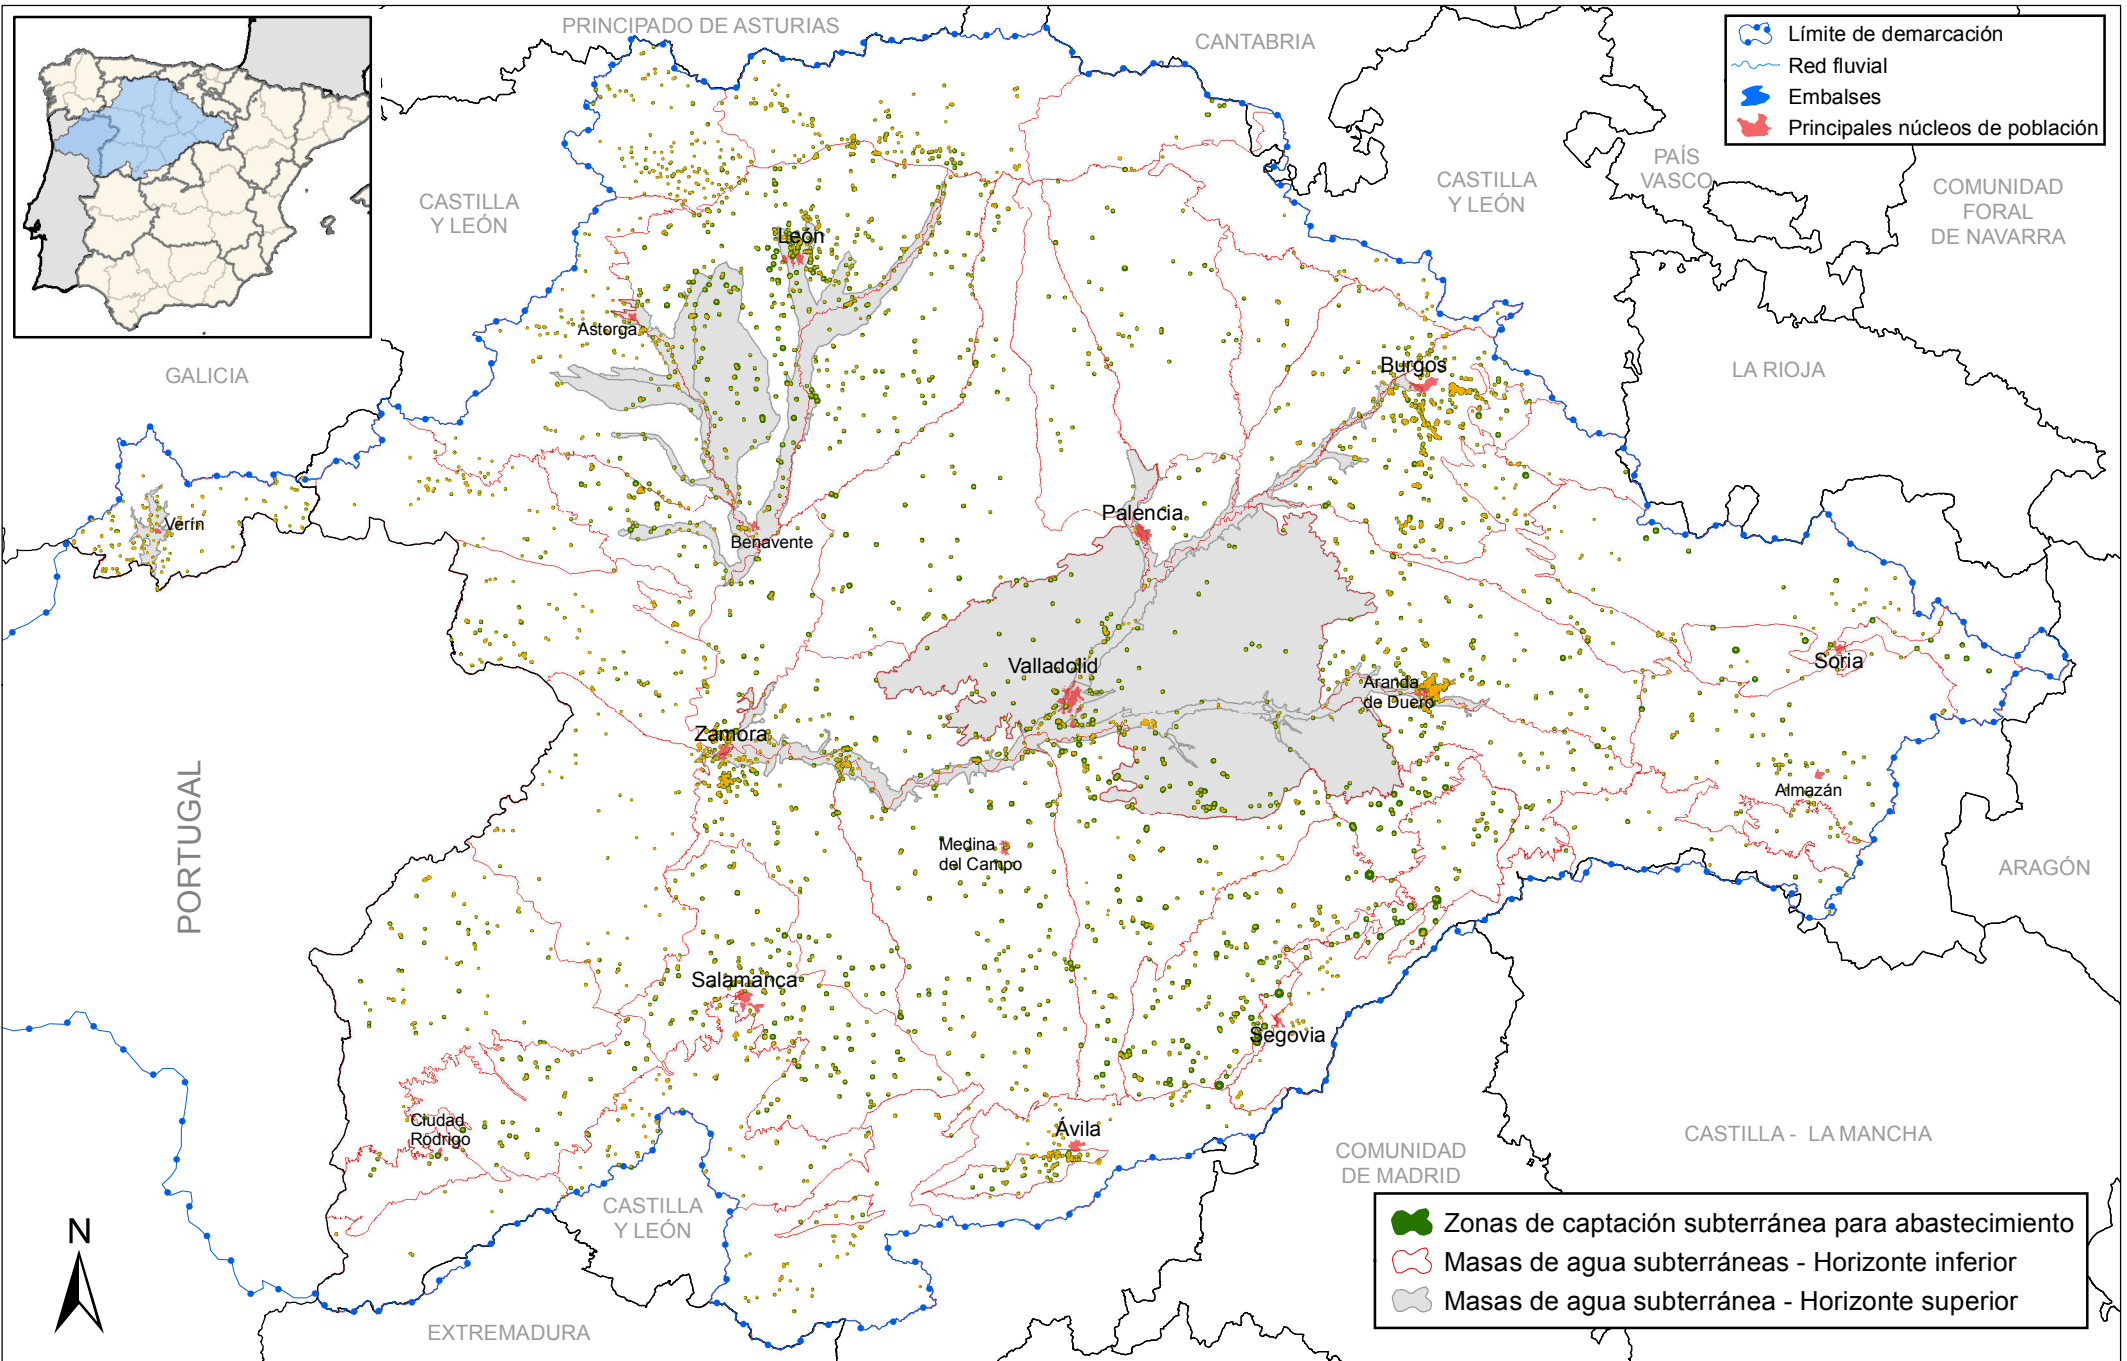 PRINCIPADO DE ASTURIAS
CANTABRIA
Límite de demarcación
Red fluvial
Embalses
Principales núcleos de población
CASTILLA
Y LEÓN
CASTILLA
Y LEÓN
PAÍS
VASCO
COMUNIDAD
FORAL
DE NAVARRA
León
Astorga
GALICIA
Burgos
LA RIOJA
Verín
Palencia
Benavente
Valladolid
Soria
Aranda
de Duero
Zamora
Almazán
PORTUGAL
Medina
del Campo
ARAGÓN
Salamanca
Segovia
Ciudad
Rodrigo
Ávila
CASTILLA - LA MANCHA
COMUNIDAD
DE MADRID
CASTILLA
Y LEÓN
N
EXTREMADURA
Zonas de captación subterránea para abastecimiento
Masas de agua subterráneas - Horizonte inferior
Masas de agua subterránea - Horizonte superior